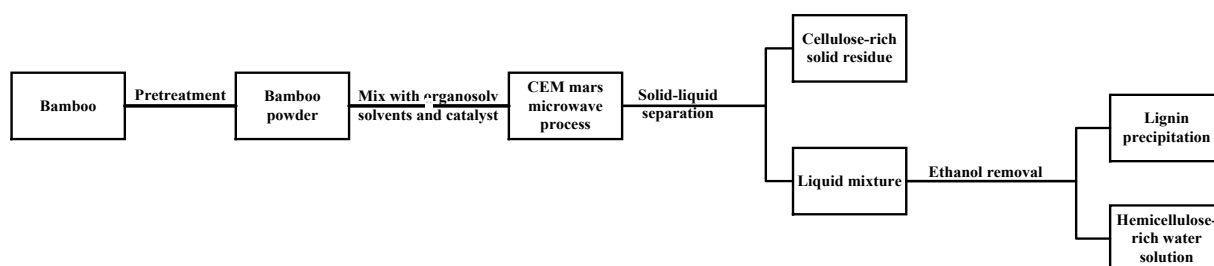 Bamboo
Pretreatment
Bamboo
powder
Mix with organosolv
solvents and catalyst
CEM mars
microwave
process
Solid-liquid
separation
Cellulose-rich
solid residue
Liquid mixture
Ethanol removal
Lignin
precipitation
Hemicellulose-
rich water
solution